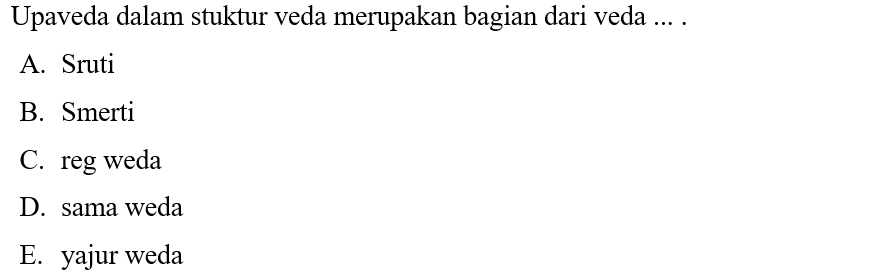 Upaveda dalam stuktur veda merupakan bagian dari veda ... .
A. Sruti
B. Smerti
C. reg weda
D. sama weda
E. yajur weda